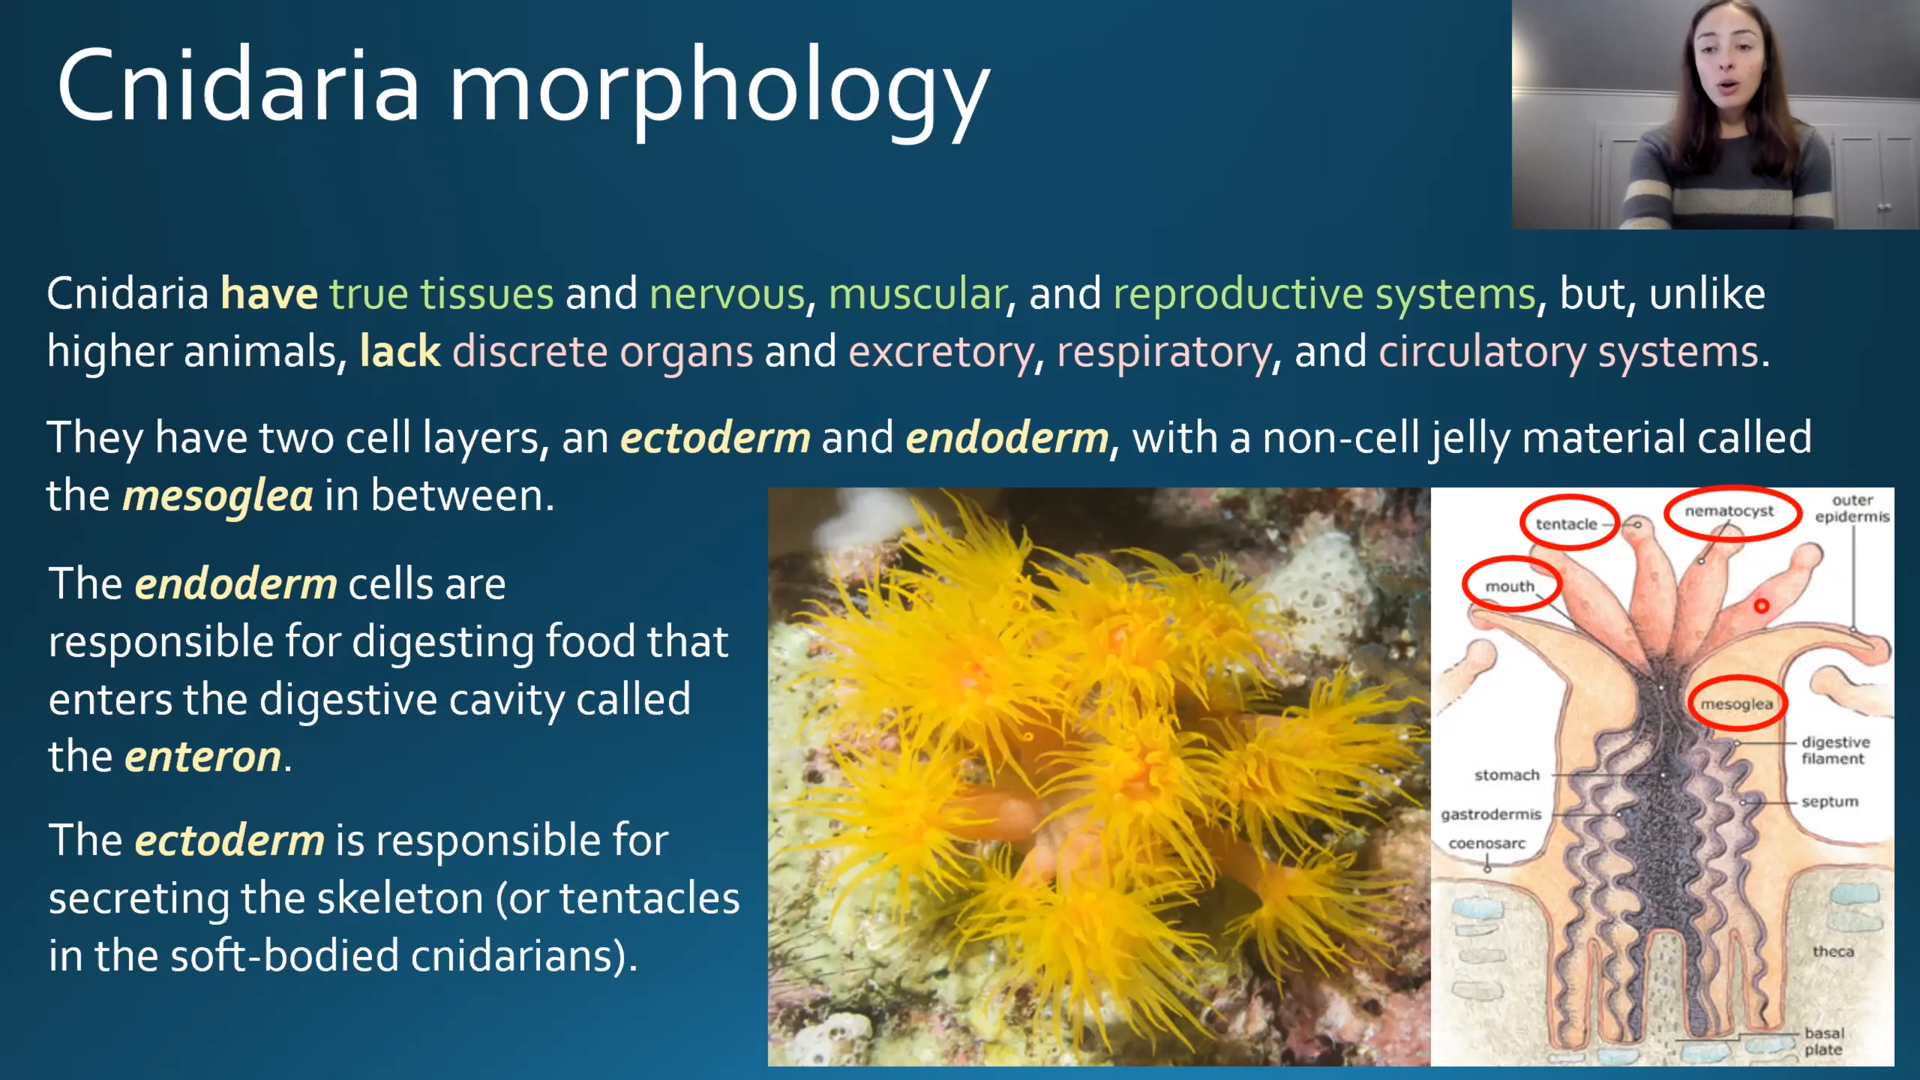 Cnidaria morphology
Cnidaria have true tissues and nervous, muscular, and reproductive systems, but, unlike
higher animals, lack discrete organs and excretory, respiratory, and circulatory systems.
They have two cell layers, an ectoderm and endoderm, with a non-cell jelly material called
the mesoglea in between.
The endoderm cells are
responsible for digesting food that
enters the digestive cavity called
the enteron.
The ectoderm is responsible for
secreting the skeleton (or tentacles
in the soft-bodied cnidarians).
tentacle
nematocyst
outer
epidermis
mouth
mesoglea
digestive
filament
stomach
septum
gastrodermis
coenosarc
theca
basal
plate